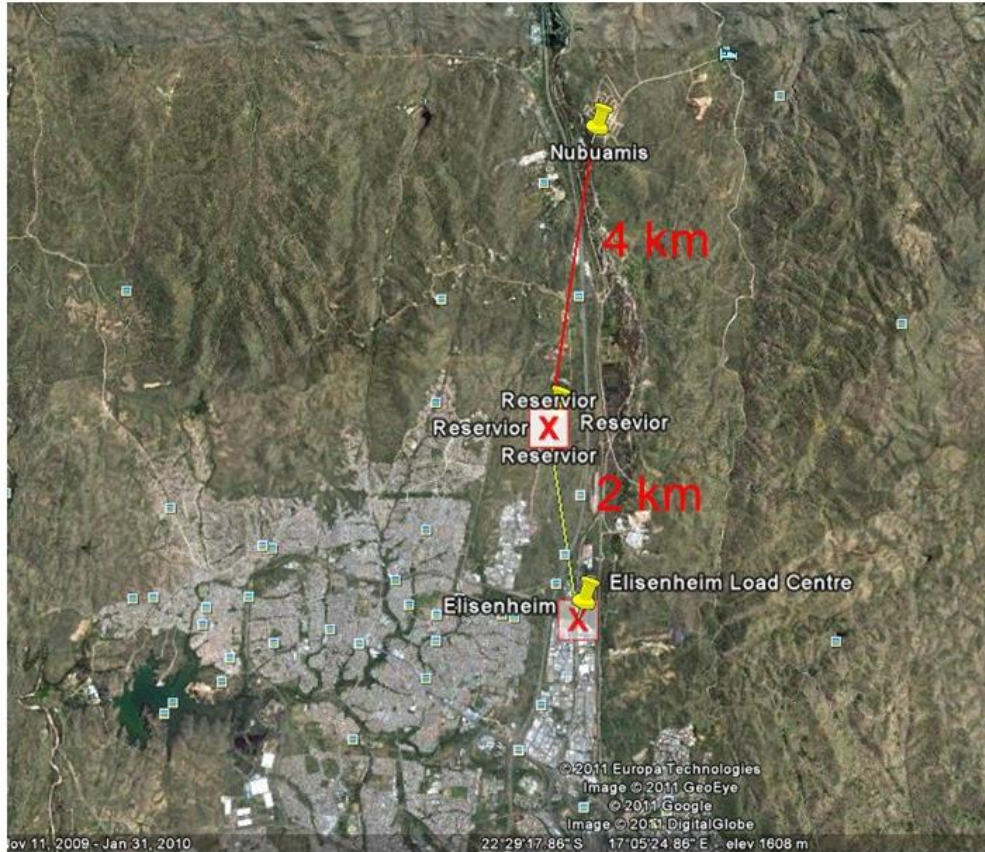 Nubuamis
4 km
Reservior
Reservior
X
Resevior
Reservior
2 km
Elisenheim Load Centre
Elisenheim
X
© 2011 Europa Technologies
Image © 2011 GeoEye
© 2011 Google
Image © 2011 DigitalGlobe
ov 11, 2009 - Jan 31, 2010
22°29'17.86" S 17°05'24.86" E elev 1608 m